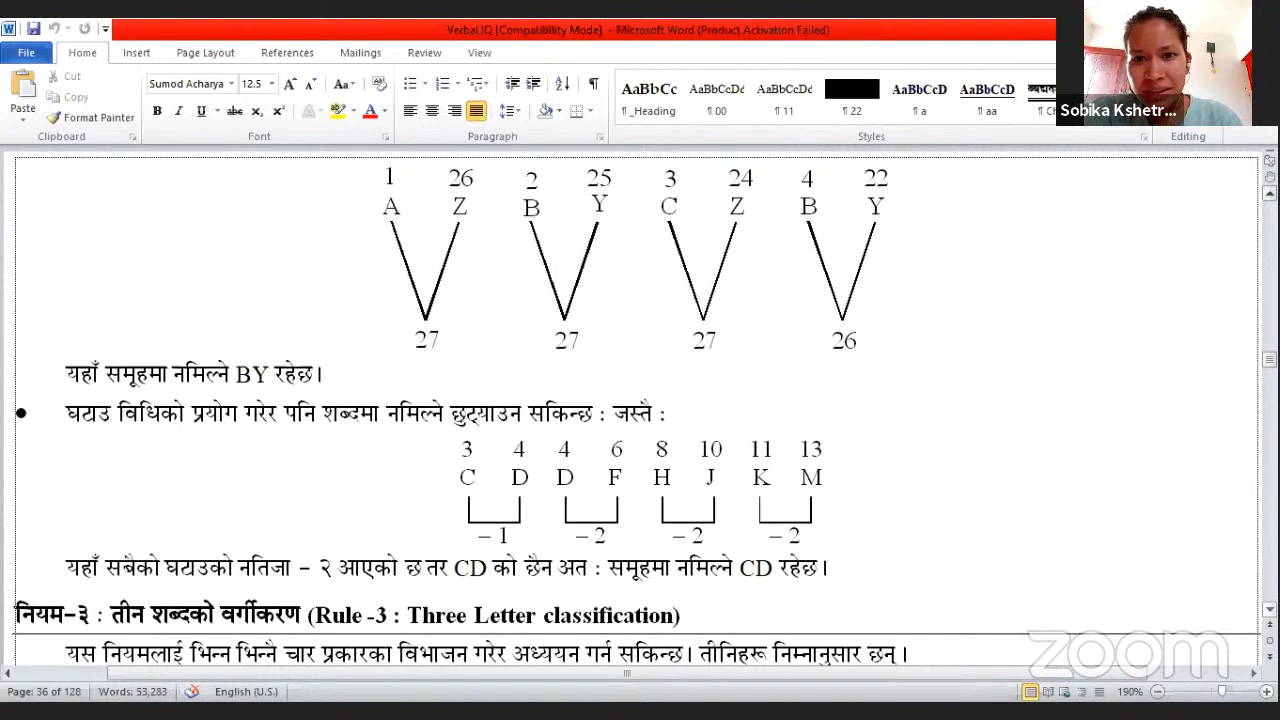 Verbal IQ [Compatibility Mode] - Microsoft Word (Product Activation Failed)
File Home Insert Page Layout References Mailings Review View
Cut
Copy
Paste
Format Painter
Sumod Acharya 12.5
AaBbCc AaBbCcDd AaBbCcDd AaBbCcD AaBbCcD
¶ _Heading ¶ 00 ¶ 11 ¶ 22 ¶ a ¶ aa
Clipboard Font Paragraph Styles Editing
Sobika Kshetr...
1 26 2 25 3 24 4 22
A Z B Y C Z B Y
27 27 27 26
यहाँ समूहमा नमिल्ने BY रहेछ।
● घटाउ विधिको प्रयोग गरेर पनि शब्दमा नमिल्ने छुट्याउन सकिन्छ : जस्तै :
3 4 4 6 8 10 11 13
C D D F H J K M
– 1 – 2 – 2 – 2
यहाँ सबैको घटाउको नतिजा – २ आएको छ तर CD को छैन अत : समूहमा नमिल्ने CD रहेछ।
नियम-३ : तीन शब्दको वर्गीकरण (Rule -3 : Three Letter classification)
यस नियमलाई भिन्न भिन्नै चार प्रकारका विभाजन गरेर अध्ययन गर्न सकिन्छ। तीनिहरू निम्नानुसार छन्।
zoom
Page: 36 of 128 Words: 53,283 English (U.S.) 190%